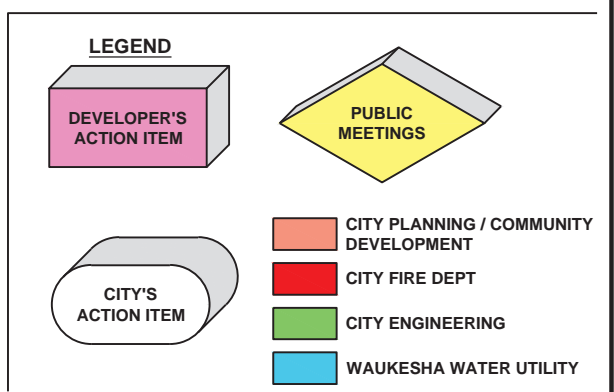 LEGEND
DEVELOPER'S
ACTION ITEM
PUBLIC
MEETINGS
CITY'S
ACTION ITEM
CITY PLANNING / COMMUNITY
DEVELOPMENT
CITY FIRE DEPT
CITY ENGINEERING
WAUKESHA WATER UTILITY